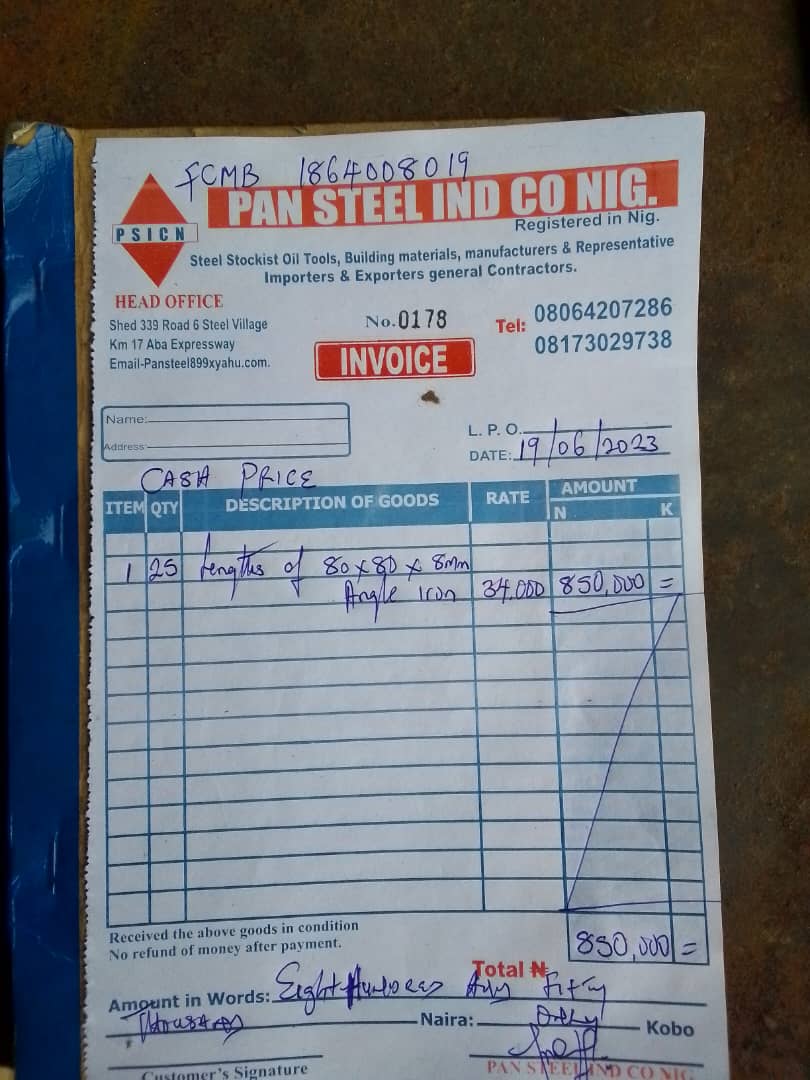 FCMB 1864008019
PSICN
PAN STEEL IND CO NIG.
Registered in Nig.
Steel Stockist Oil Tools, Building materials, manufacturers & Representative
Importers & Exporters general Contractors.
HEAD OFFICE
Shed 339 Road 6 Steel Village
Km 17 Aba Expressway
Email-Pansteel899xyahu.com.
No.0178
INVOICE
Tel: 08064207286
08173029738
Name:
Address:
L. P. O.
DATE: 19/06/2023
CASH PRICE
ITEM QTY DESCRIPTION OF GOODS RATE AMOUNT
N K
1 25 Lengths of 80 x 80 x 8mm
Angle Iron 34,000 850,000 =
Received the above goods in condition
No refund of money after payment.
850,000 =
Total ₦
Amount in Words: Eight Hundred And Fifty
Thousand Naira: Only Kobo
Customer's Signature
PAN STEEL IND CO NIG